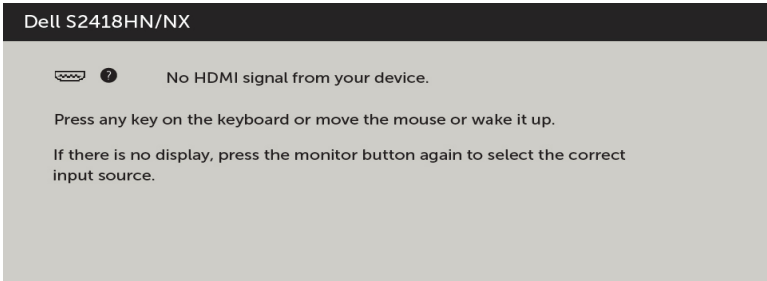 Dell S2418HN/NX
? No HDMI signal from your device.
Press any key on the keyboard or move the mouse or wake it up.
If there is no display, press the monitor button again to select the correct
input source.